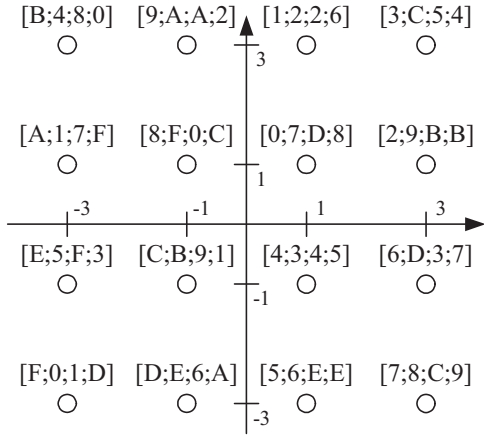 [B;4;8;0] [9;A;A;2] [1;2;2;6] [3;C;5;4]
3
[A;1;7;F] [8;F;0;C] [0;7;D;8] [2;9;B;B]
1
-3 -1 1 3
[E;5;F;3] [C;B;9;1] [4;3;4;5] [6;D;3;7]
-1
[F;0;1;D] [D;E;6;A] [5;6;E;E] [7;8;C;9]
-3